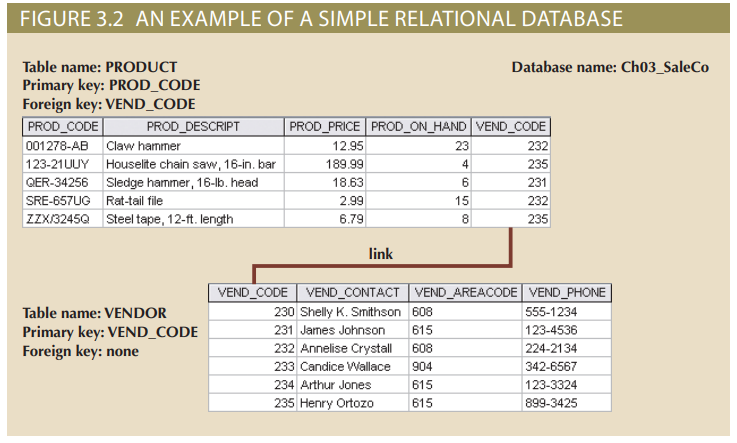 FIGURE 3.2 AN EXAMPLE OF A SIMPLE RELATIONAL DATABASE
Table name: PRODUCT
Primary key: PROD_CODE
Foreign key: VEND_CODE
Database name: Ch03_SaleCo
PROD_CODE PROD_DESCRIPT PROD_PRICE PROD_ON_HAND VEND_CODE
001278-AB Claw hammer 12.95 23 232
123-21UUY Houselite chain saw, 16-in. bar 189.99 4 235
QER-34256 Sledge hammer, 16-lb. head 18.63 6 231
SRE-657UG Rat-tail file 2.99 15 232
ZZX/3245Q Steel tape, 12-ft. length 6.79 8 235
link
Table name: VENDOR
Primary key: VEND_CODE
Foreign key: none
VEND_CODE VEND_CONTACT VEND_AREACODE VEND_PHONE
230 Shelly K. Smithson 608 555-1234
231 James Johnson 615 123-4536
232 Annelise Crystall 608 224-2134
233 Candice Wallace 904 342-6567
234 Arthur Jones 615 123-3324
235 Henry Ortozo 615 899-3425